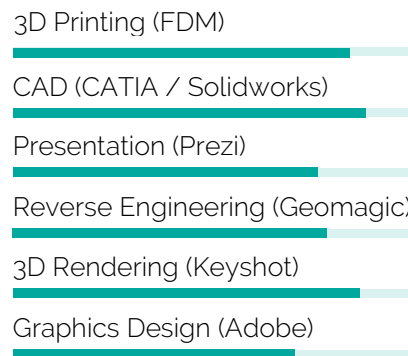 3D Printing (FDM)
CAD (CATIA / Solidworks)
Presentation (Prezi)
Reverse Engineering (Geomagic)
3D Rendering (Keyshot)
Graphics Design (Adobe)